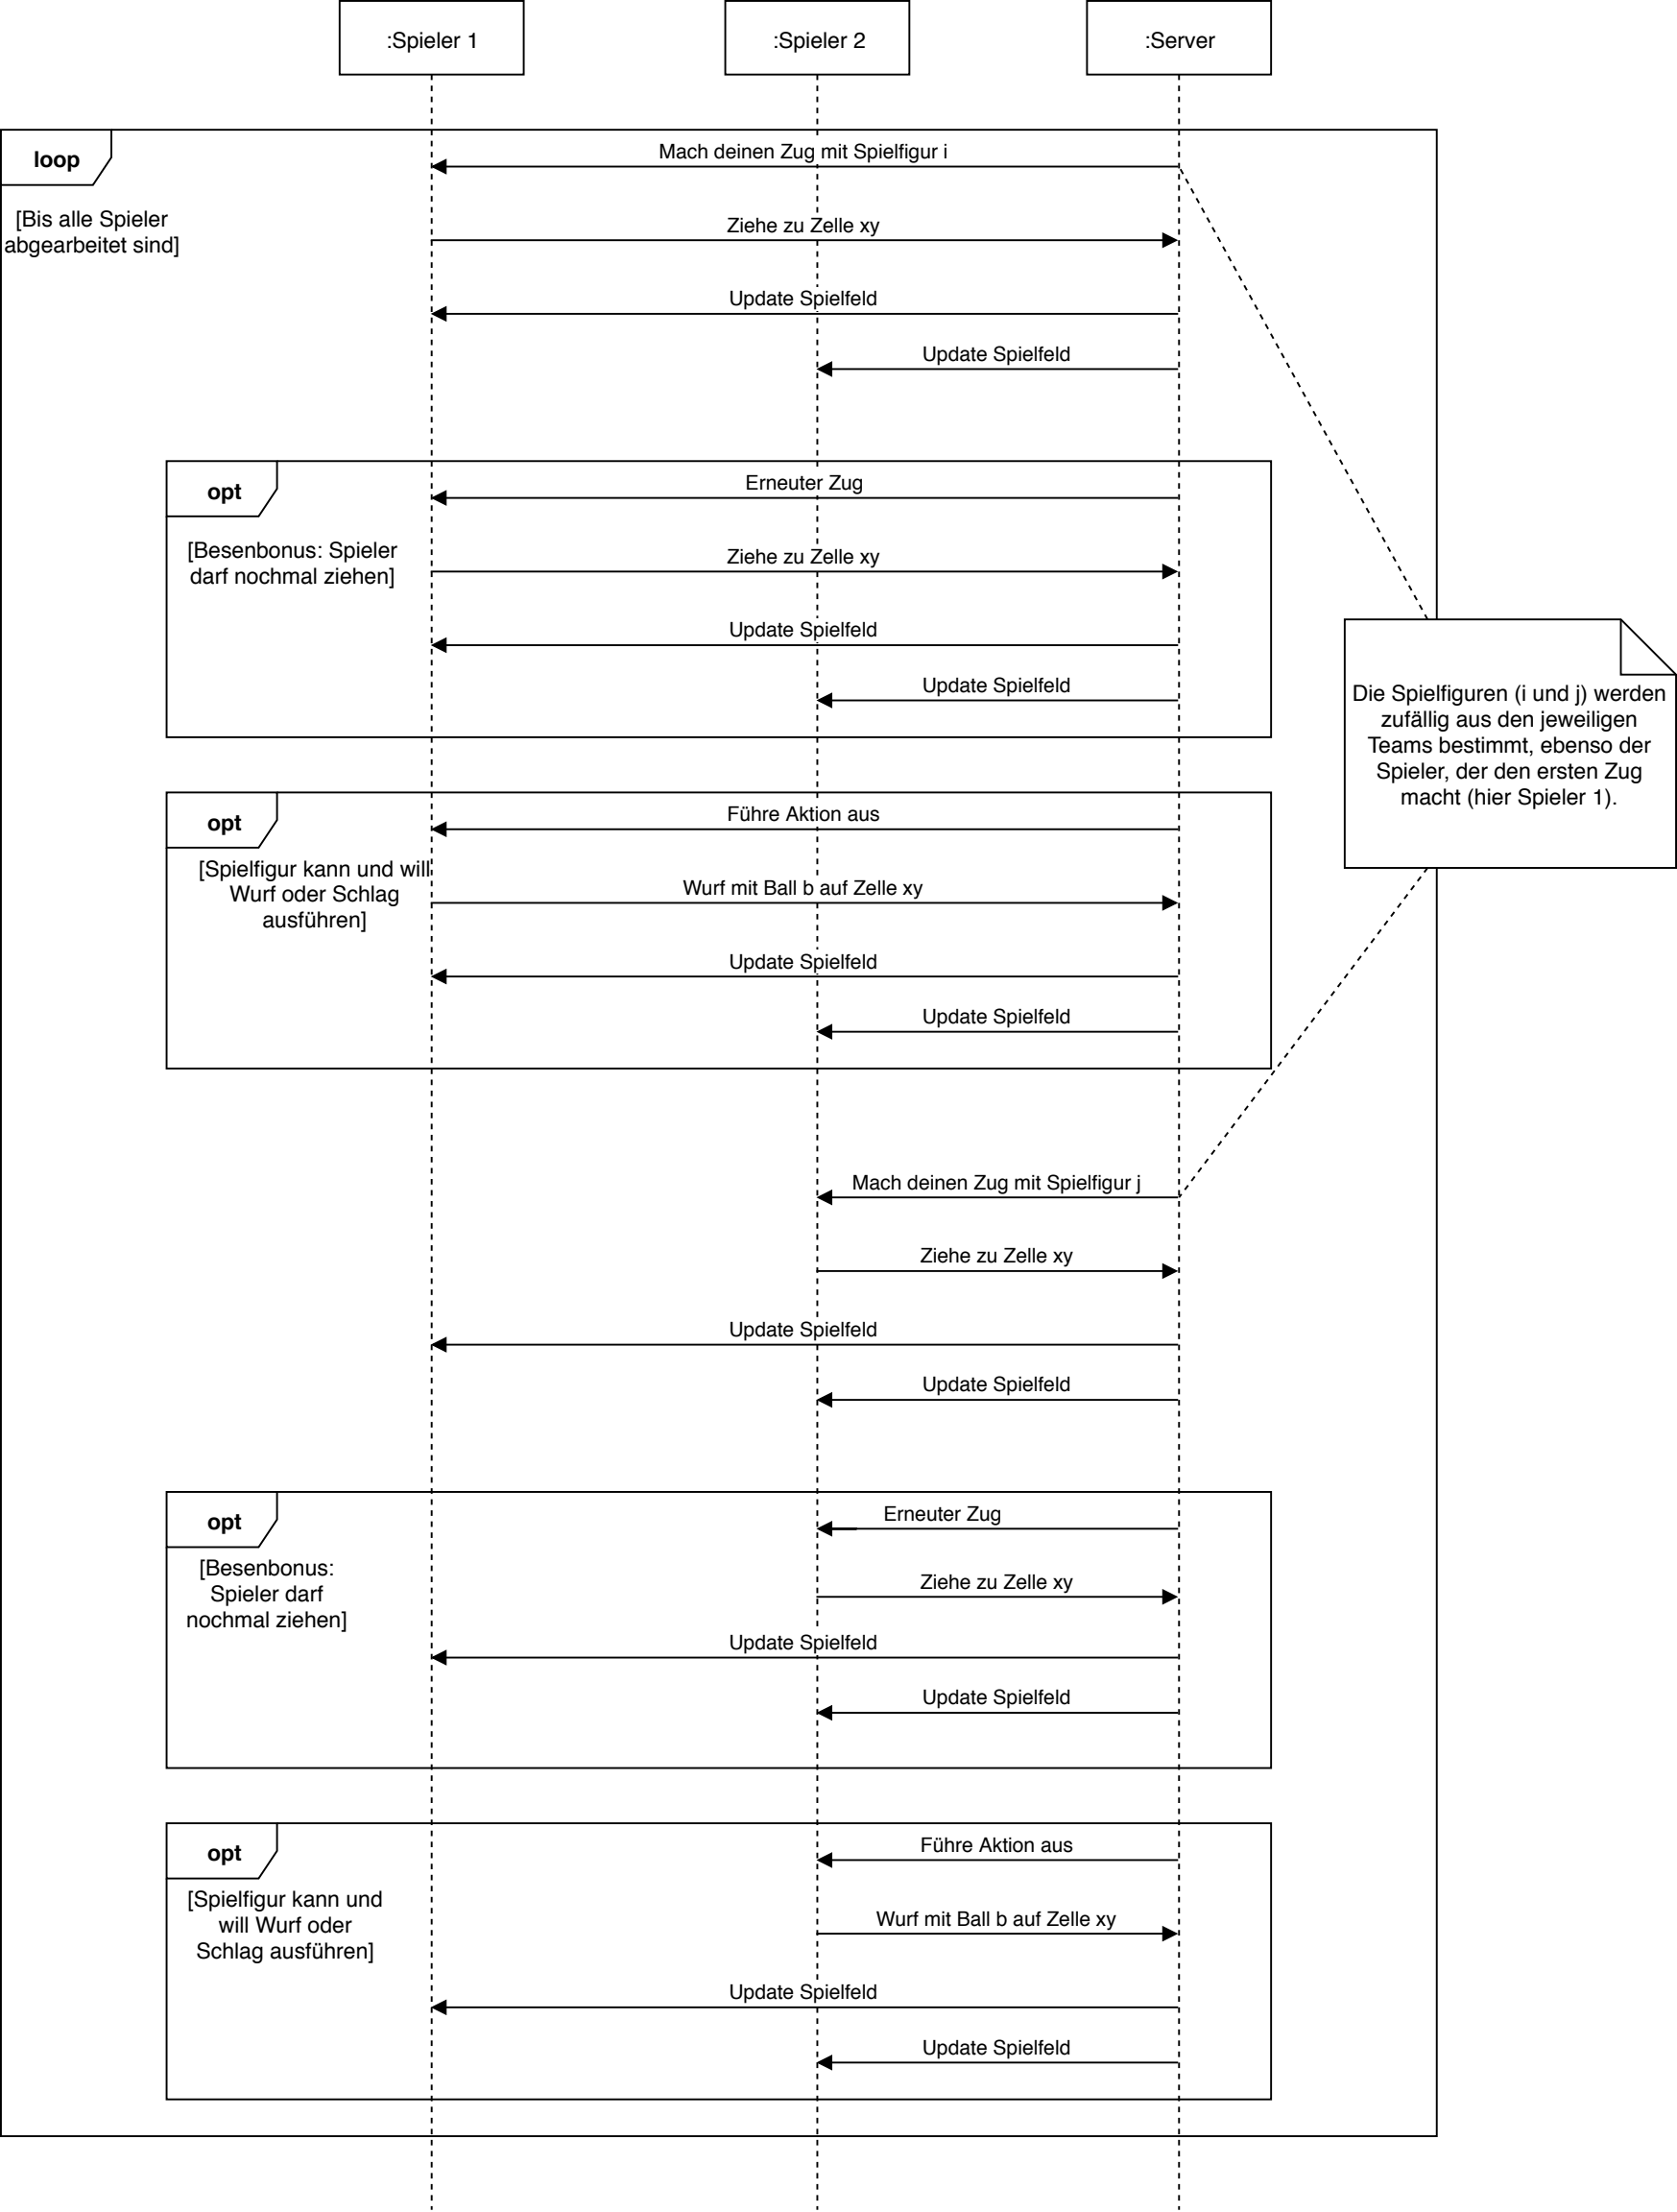 :Spieler 1
:Spieler 2
:Server
loop
Mach deinen Zug mit Spielfigur i
[Bis alle Spieler
abgearbeitet sind]
Ziehe zu Zelle xy
Update Spielfeld
Update Spielfeld
opt
Erneuter Zug
[Besenbonus: Spieler
darf nochmal ziehen]
Ziehe zu Zelle xy
Update Spielfeld
Update Spielfeld
Die Spielfiguren (i und j) werden
zufällig aus den jeweiligen
Teams bestimmt, ebenso der
Spieler, der den ersten Zug
macht (hier Spieler 1).
opt
Führe Aktion aus
[Spielfigur kann und will
Wurf oder Schlag
ausführen]
Wurf mit Ball b auf Zelle xy
Update Spielfeld
Update Spielfeld
Mach deinen Zug mit Spielfigur j
Ziehe zu Zelle xy
Update Spielfeld
Update Spielfeld
opt
Erneuter Zug
[Besenbonus:
Spieler darf
nochmal ziehen]
Ziehe zu Zelle xy
Update Spielfeld
Update Spielfeld
opt
Führe Aktion aus
[Spielfigur kann und
will Wurf oder
Schlag ausführen]
Wurf mit Ball b auf Zelle xy
Update Spielfeld
Update Spielfeld